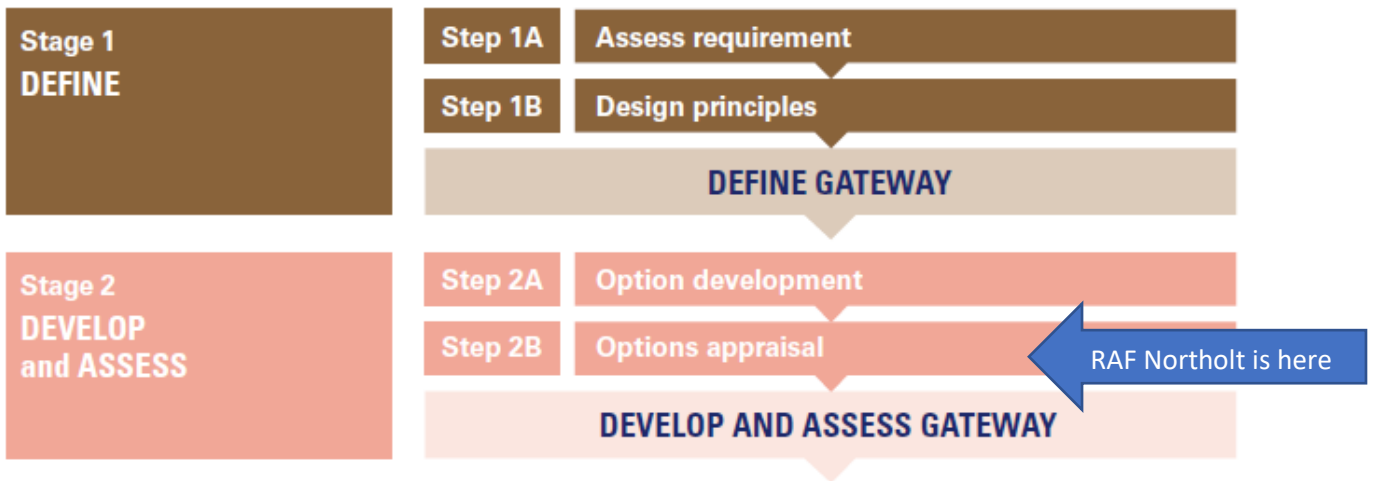 Stage 1
DEFINE
Step 1A
Assess requirement
Step 1B
Design principles
DEFINE GATEWAY
Stage 2
DEVELOP
and ASSESS
Step 2A
Option development
Step 2B
Options appraisal
RAF Northolt is here
DEVELOP AND ASSESS GATEWAY